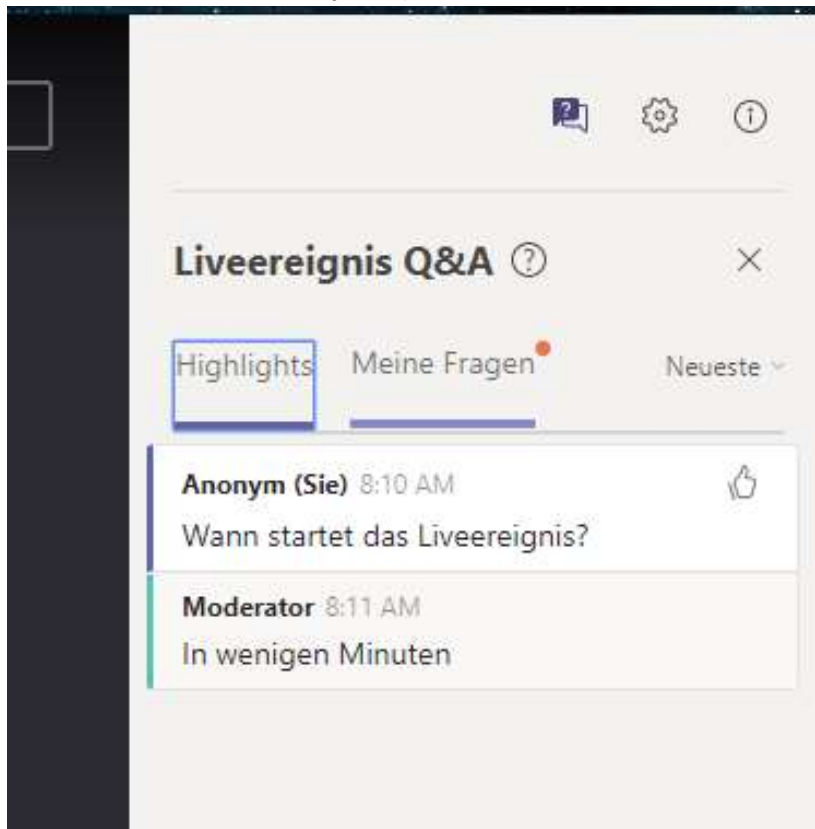 Liveereignis Q&A
Highlights Meine Fragen Neueste
Anonym (Sie) 8:10 AM
Wann startet das Liveereignis?
Moderator 8:11 AM
In wenigen Minuten